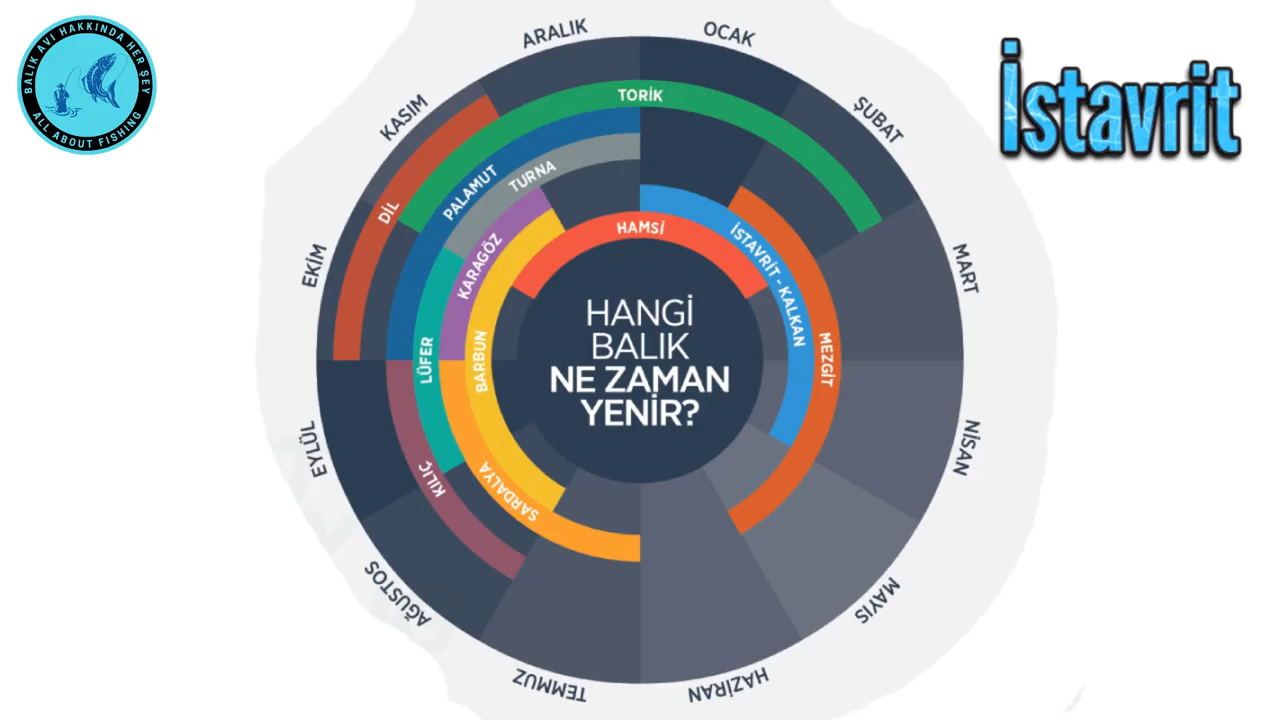 BALIK AVI HAKKINDA HER ŞEY
ALL ABOUT FISHING
İstavrit
OCAK
ŞUBAT
MART
NİSAN
MAYIS
HAZİRAN
TEMMUZ
AĞUSTOS
EYLÜL
EKİM
KASIM
ARALIK
TORİK
DİL
PALAMUT
TURNA
KARAGÖZ
LÜFER
BARBUN
KILIÇ
SARDALYA
HAMSİ
İSTAVRİT - KALKAN
MEZGİT
HANGİ
BALIK
NE ZAMAN
YENİR?